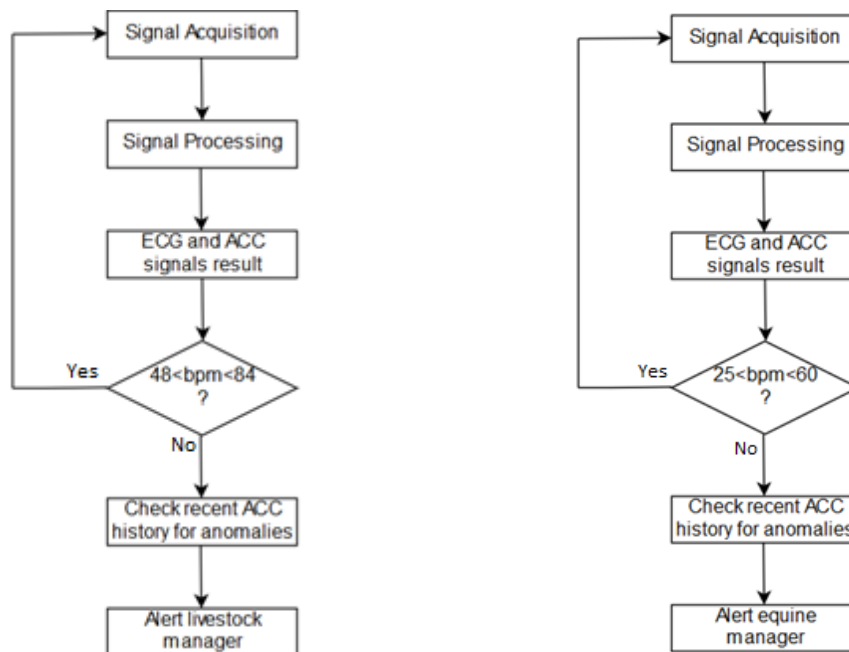 Signal Acquisition
Signal Processing
ECG and ACC
signals result
Yes
48<bpm<84
?
No
Check recent ACC
history for anomalies
Alert livestock
manager
Signal Acquisition
Signal Processing
ECG and ACC
signals result
Yes
25<bpm<60
?
No
Check recent ACC
history for anomalies
Alert equine
manager